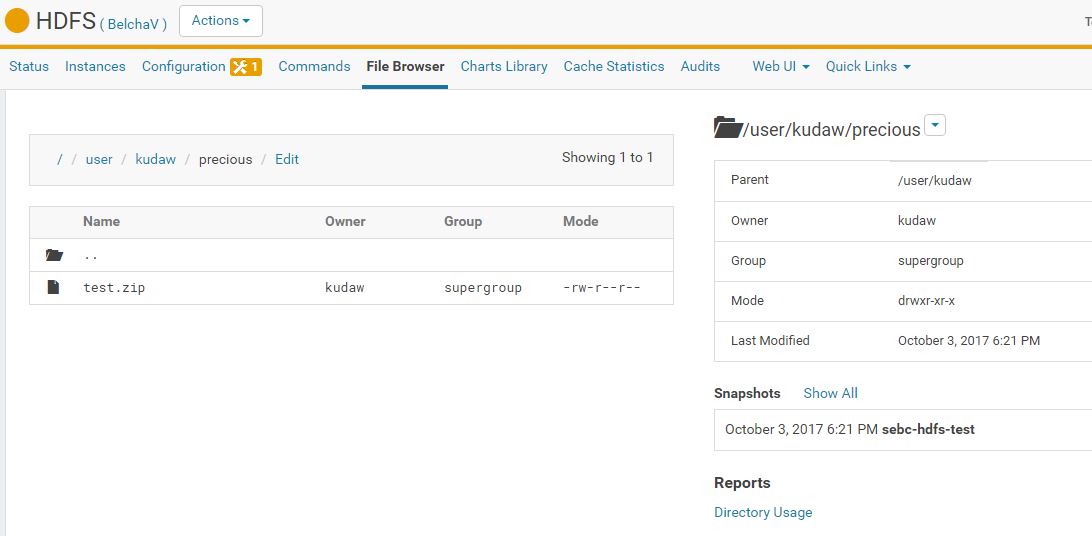 HDFS ( BelchaV ) Actions
Status Instances Configuration 1 Commands File Browser Charts Library Cache Statistics Audits Web UI Quick Links
/ / user / kudaw / precious / Edit Showing 1 to 1
Name Owner Group Mode
..
test.zip kudaw supergroup -rw-r--r--
/user/kudaw/precious
Parent /user/kudaw
Owner kudaw
Group supergroup
Mode drwxr-xr-x
Last Modified October 3, 2017 6:21 PM
Snapshots Show All
October 3, 2017 6:21 PM sebc-hdfs-test
Reports
Directory Usage